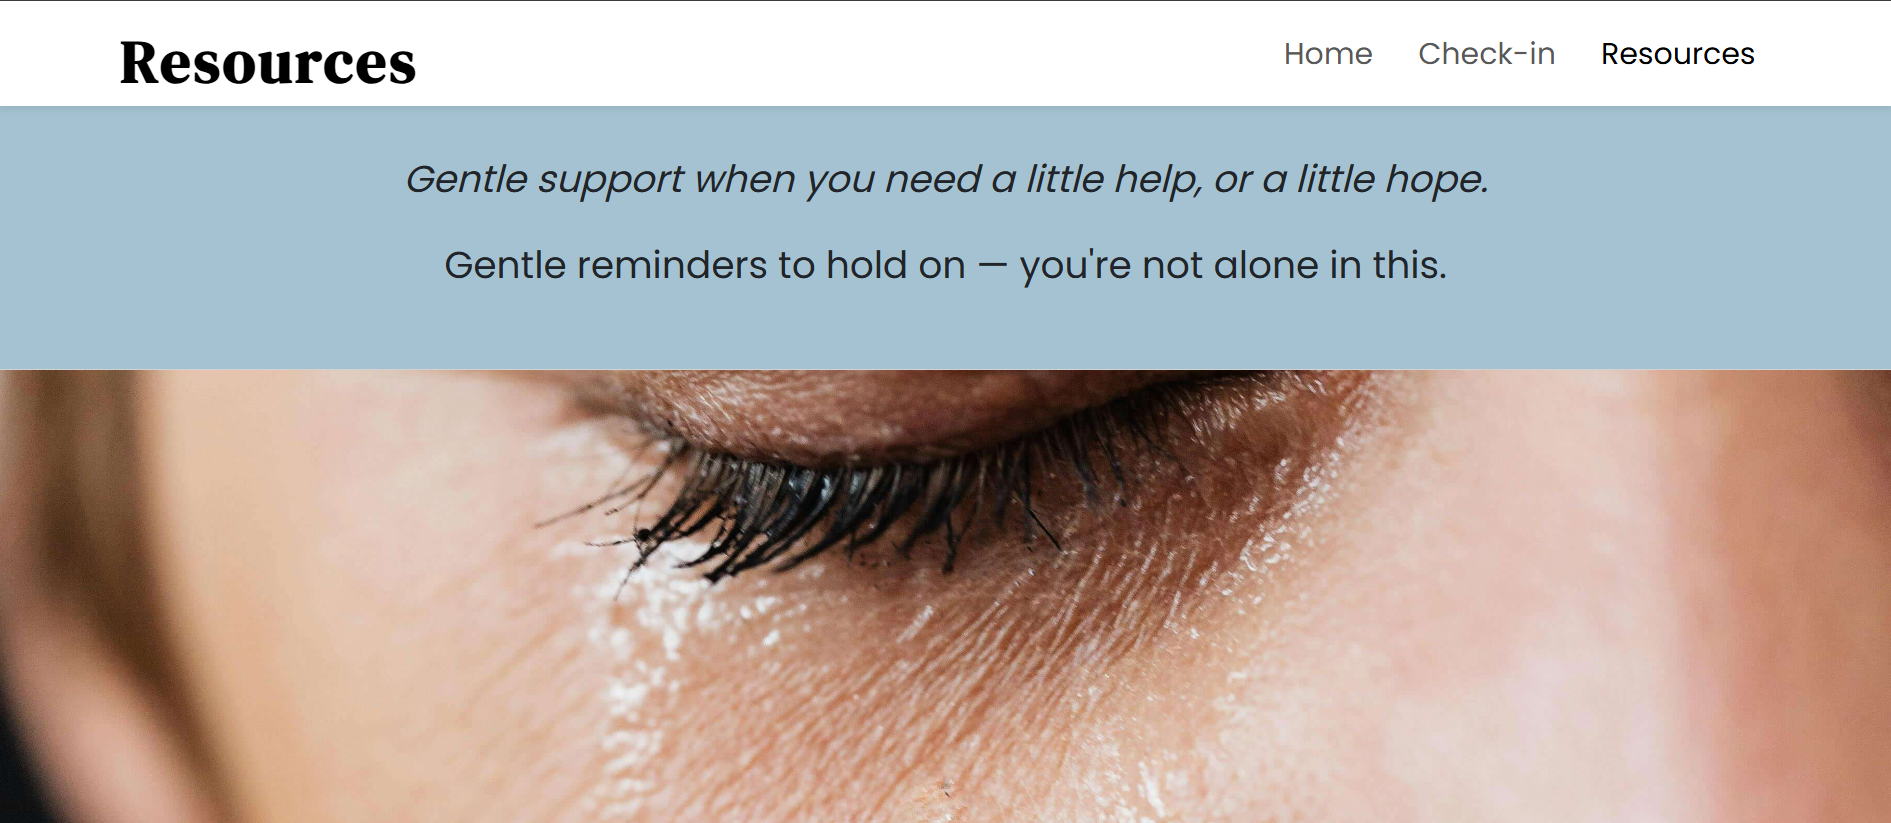 Resources
Home Check-in Resources
Gentle support when you need a little help, or a little hope.
Gentle reminders to hold on — you're not alone in this.